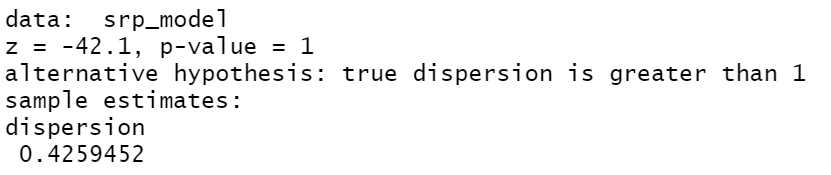 data:  srp_model
z = -42.1, p-value = 1
alternative hypothesis: true dispersion is greater than 1
sample estimates:
dispersion
 0.4259452